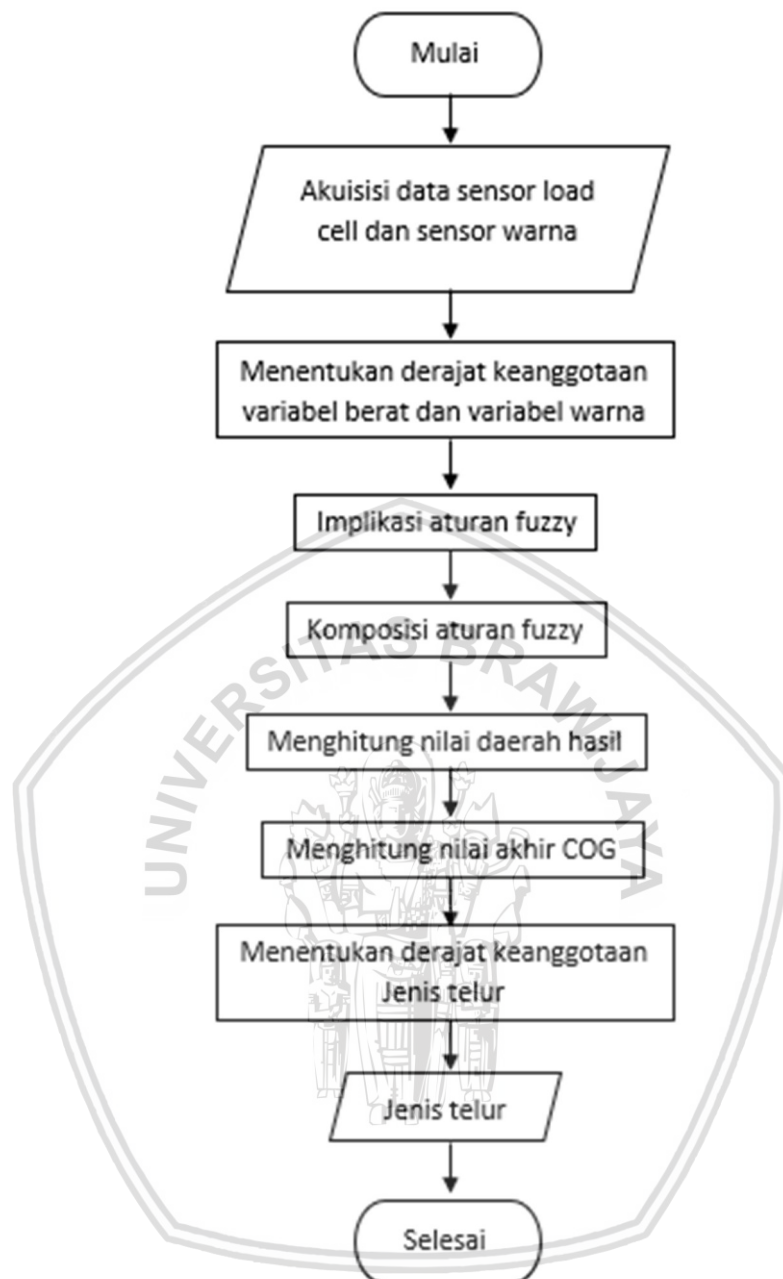 Mulai
Akuisisi data sensor load
cell dan sensor warna
Menentukan derajat keanggotaan
variabel berat dan variabel warna
Implikasi aturan fuzzy
Komposisi aturan fuzzy
UNIVERSITAS BRAWIJAYA
Menghitung nilai daerah hasil
Menghitung nilai akhir COG
Menentukan derajat keanggotaan
Jenis telur
Jenis telur
Selesai